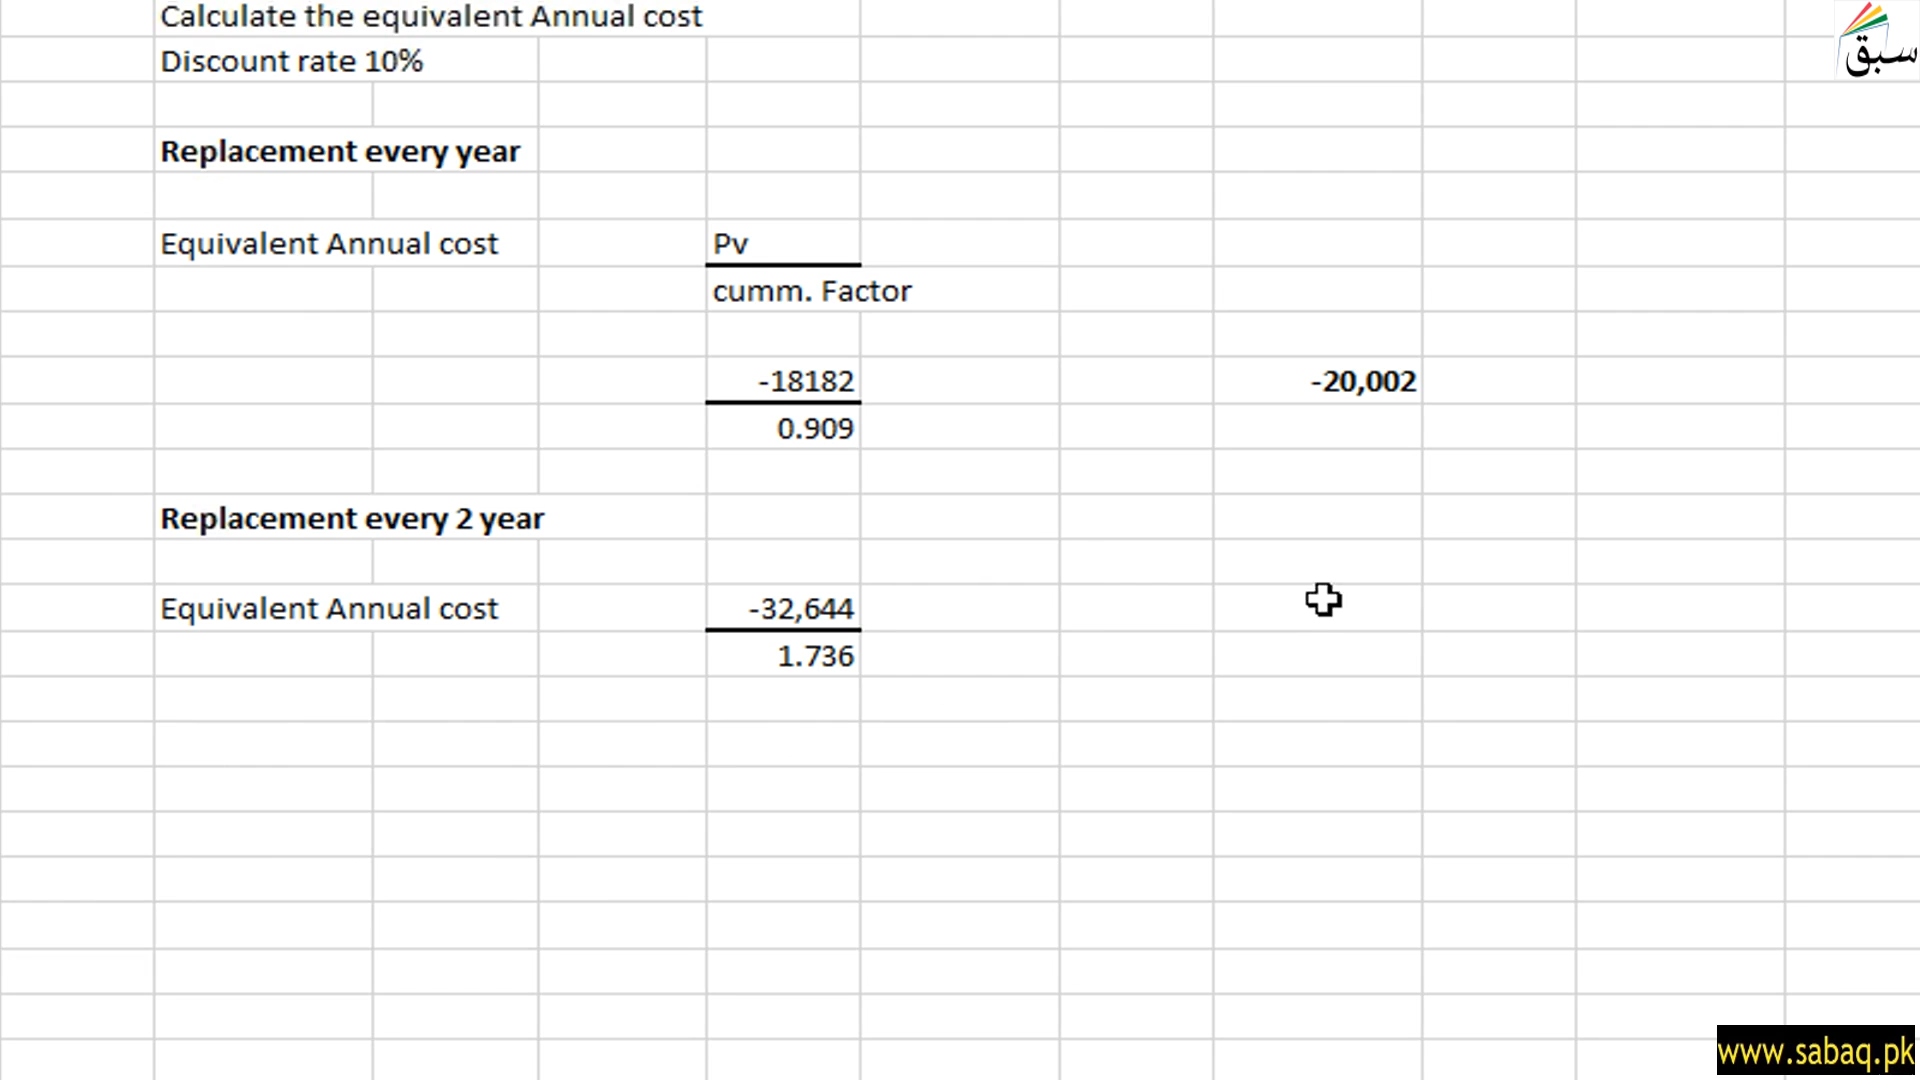 Calculate the equivalent Annual cost
سبق
Discount rate 10%
Replacement every year
Equivalent Annual cost Pv
cumm. Factor
-18182 -20,002
0.909
Replacement every 2 year
Equivalent Annual cost -32,644
1.736
www.sabaq.pk